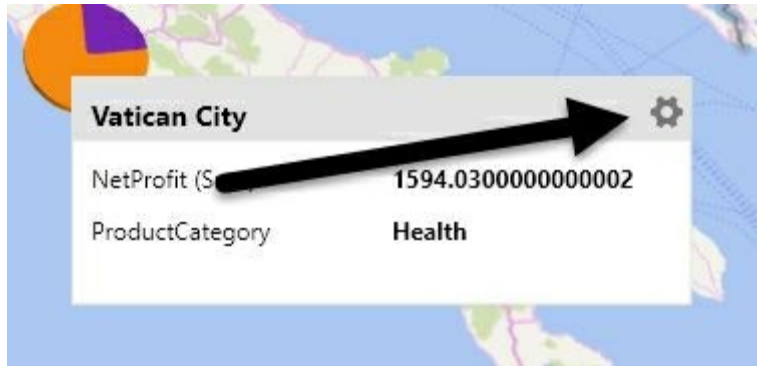 Vatican City
NetProfit (S
1594.0300000000002
ProductCategory
Health